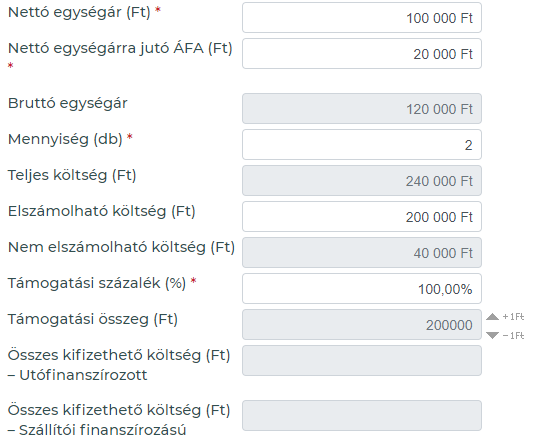 Nettó egységár (Ft) * 100 000 Ft
Nettó egységárra jutó ÁFA (Ft) 20 000 Ft
*
Bruttó egységár 120 000 Ft
Mennyiség (db) * 2
Teljes költség (Ft) 240 000 Ft
Elszámolható költség (Ft) 200 000 Ft
Nem elszámolható költség (Ft) 40 000 Ft
Támogatási százalék (%) * 100,00%
Támogatási összeg (Ft) 200000 +1Ft
−1Ft
Összes kifizethető költség (Ft)
– Utófinanszírozott
Összes kifizethető költség (Ft)
– Szállítói finanszírozású